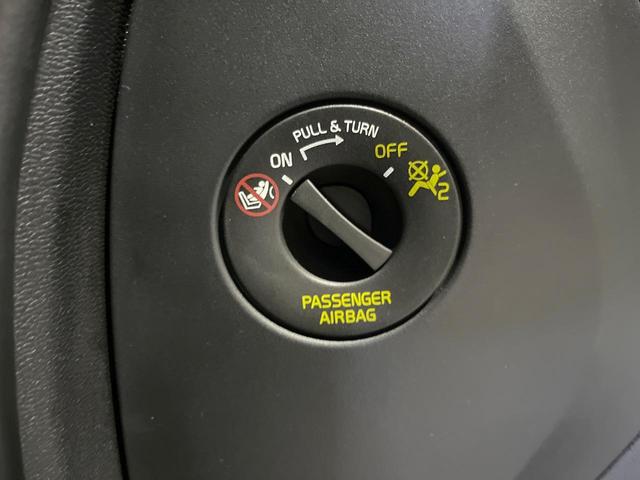 PULL & TURN
ON
OFF
2
PASSENGER
AIRBAG